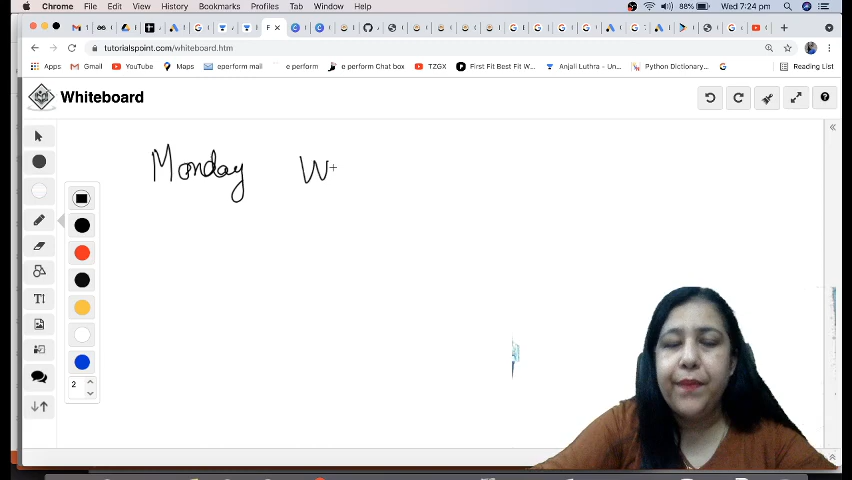 Chrome File Edit View History Bookmarks Profiles Tab Window Help 88% Wed 7:24 pm
tutorialspoint.com/whiteboard.htm
Apps Gmail YouTube Maps eperform mail e perform e perform Chat box TZGX First Fit Best Fit W... Anjali Luthra - Un... Python Dictionary... Reading List
Whiteboard
Monday W
2